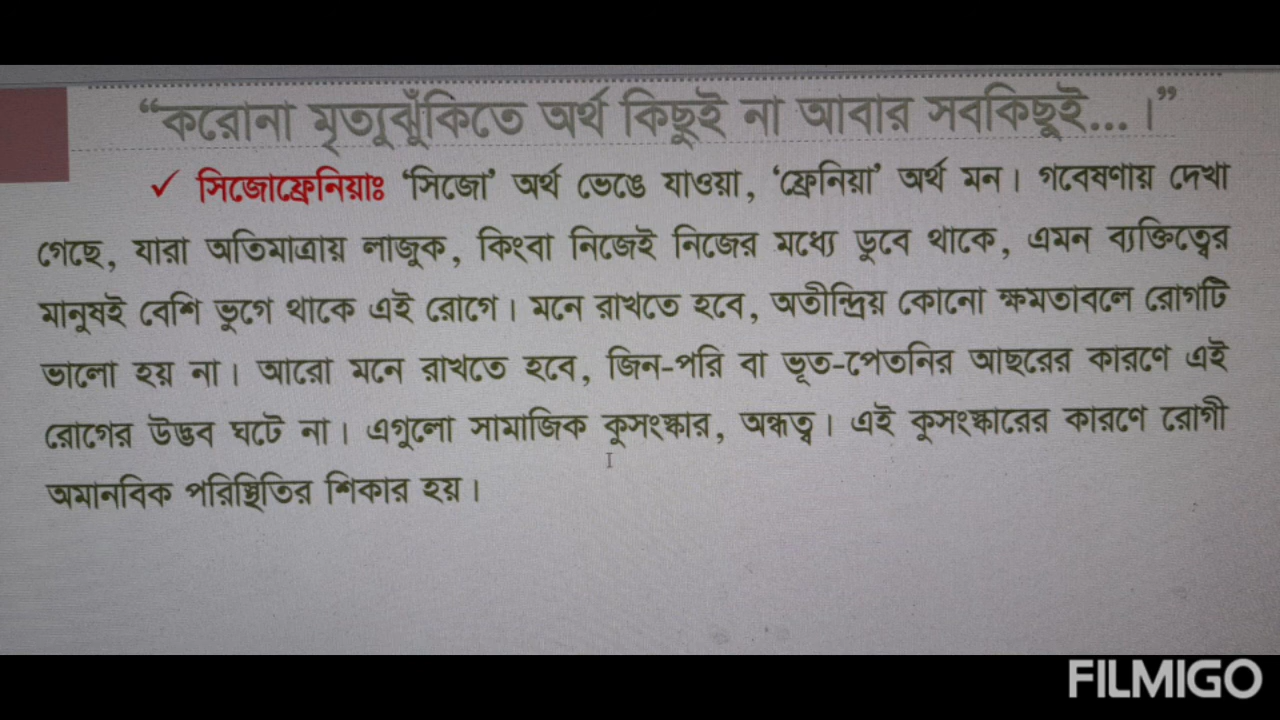 “করোনা মৃত্যুঝুঁকিতে অর্থ কিছুই না আবার সবকিছুই...।”
✓ সিজোফ্রেনিয়াঃ ‘সিজো’ অর্থ ভেঙে যাওয়া, ‘ফ্রেনিয়া’ অর্থ মন। গবেষণায় দেখা
গেছে, যারা অতিমাত্রায় লাজুক, কিংবা নিজেই নিজের মধ্যে ডুবে থাকে, এমন ব্যক্তিত্বের
মানুষই বেশি ভুগে থাকে এই রোগে। মনে রাখতে হবে, অতীন্দ্রিয় কোনো ক্ষমতাবলে রোগটি
ভালো হয় না। আরো মনে রাখতে হবে, জিন-পরি বা ভূত-পেতনির আছরের কারণে এই
রোগের উদ্ভব ঘটে না। এগুলো সামাজিক কুসংস্কার, অন্ধত্ব। এই কুসংস্কারের কারণে রোগী
অমানবিক পরিস্থিতির শিকার হয়।
FILMIGO